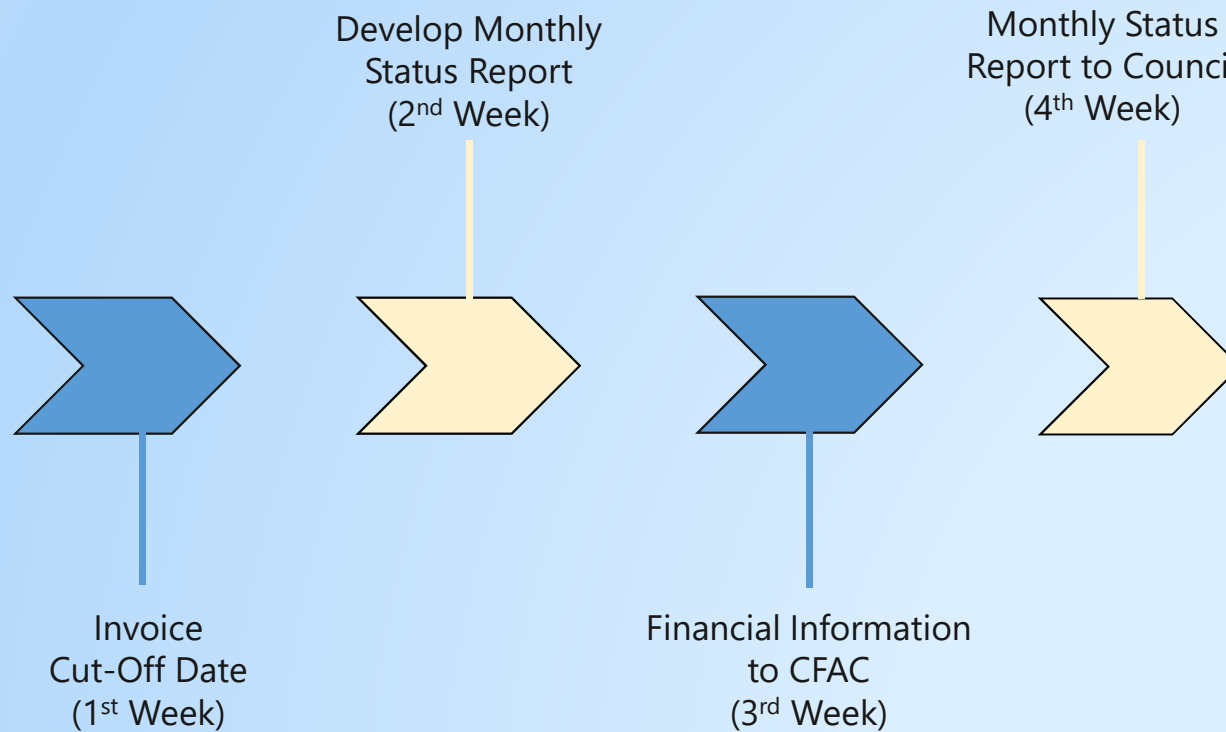 Develop Monthly
Status Report
(2nd Week)
Monthly Status
Report to Counci
(4th Week)
Invoice
Cut-Off Date
(1st Week)
Financial Information
to CFAC
(3rd Week)